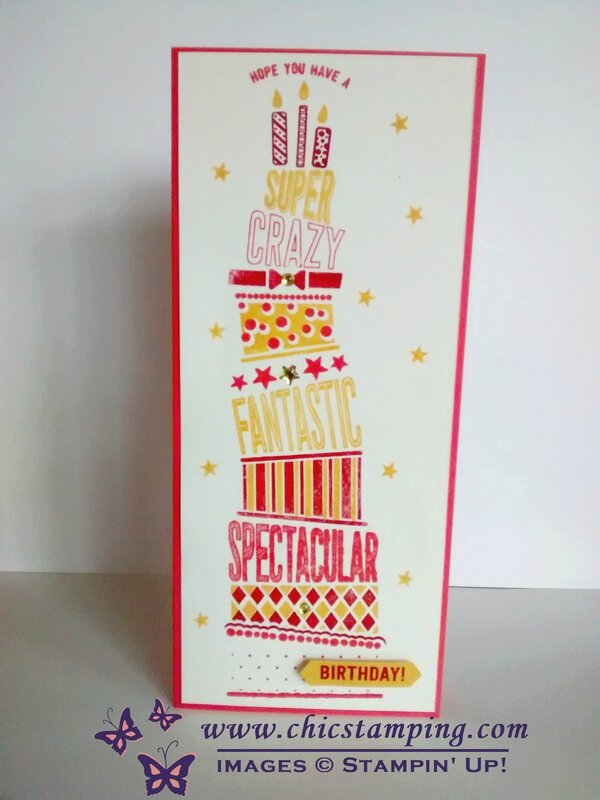 HOPE YOU HAVE A
SUPER
CRAZY
FANTASTIC
SPECTACULAR
BIRTHDAY!
www.chicstamping.com
IMAGES © STAMPIN' UP!